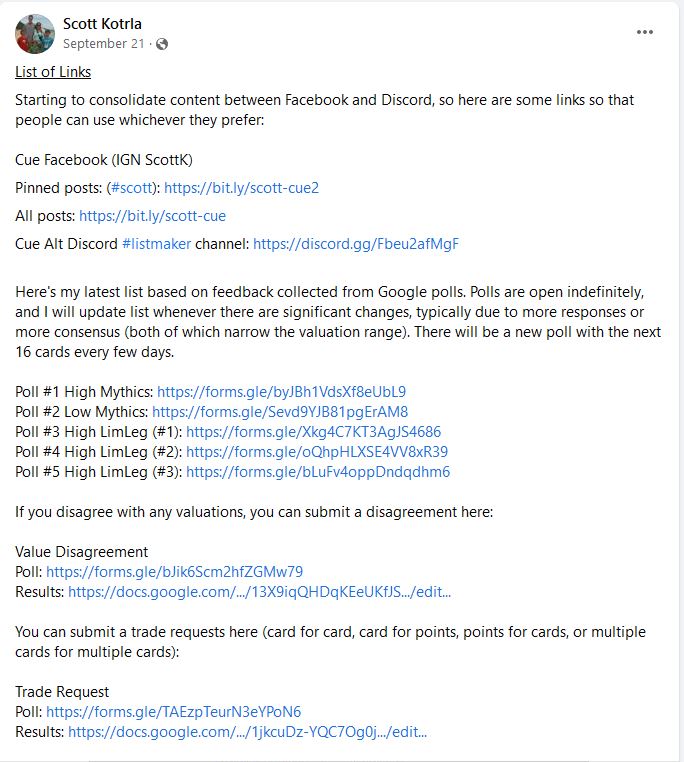 Scott Kotrla
September 21 ·
List of Links
Starting to consolidate content between Facebook and Discord, so here are some links so that
people can use whichever they prefer:
Cue Facebook (IGN ScottK)
Pinned posts: (#scott): https://bit.ly/scott-cue2
All posts: https://bit.ly/scott-cue
Cue Alt Discord #listmaker channel: https://discord.gg/Fbeu2afMgF
Here's my latest list based on feedback collected from Google polls. Polls are open indefinitely,
and I will update list whenever there are significant changes, typically due to more responses or
more consensus (both of which narrow the valuation range). There will be a new poll with the next
16 cards every few days.
Poll #1 High Mythics: https://forms.gle/byJBh1VdsXf8eUbL9
Poll #2 Low Mythics: https://forms.gle/Sevd9YJB81pgErAM8
Poll #3 High LimLeg (#1): https://forms.gle/Xkg4C7KT3AgJS4686
Poll #4 High LimLeg (#2): https://forms.gle/oQhpHLXSE4VV8xR39
Poll #5 High LimLeg (#3): https://forms.gle/bLuFv4oppDndqdhm6
If you disagree with any valuations, you can submit a disagreement here:
Value Disagreement
Poll: https://forms.gle/bJik6Scm2hfZGMw79
Results: https://docs.google.com/.../13X9iqQHDqKEeUKfJS.../edit...
You can submit a trade requests here (card for card, card for points, points for cards, or multiple
cards for multiple cards):
Trade Request
Poll: https://forms.gle/TAEzpTeurN3eYPoN6
Results: https://docs.google.com/.../1jkcuDz-YQC7Og0j.../edit...